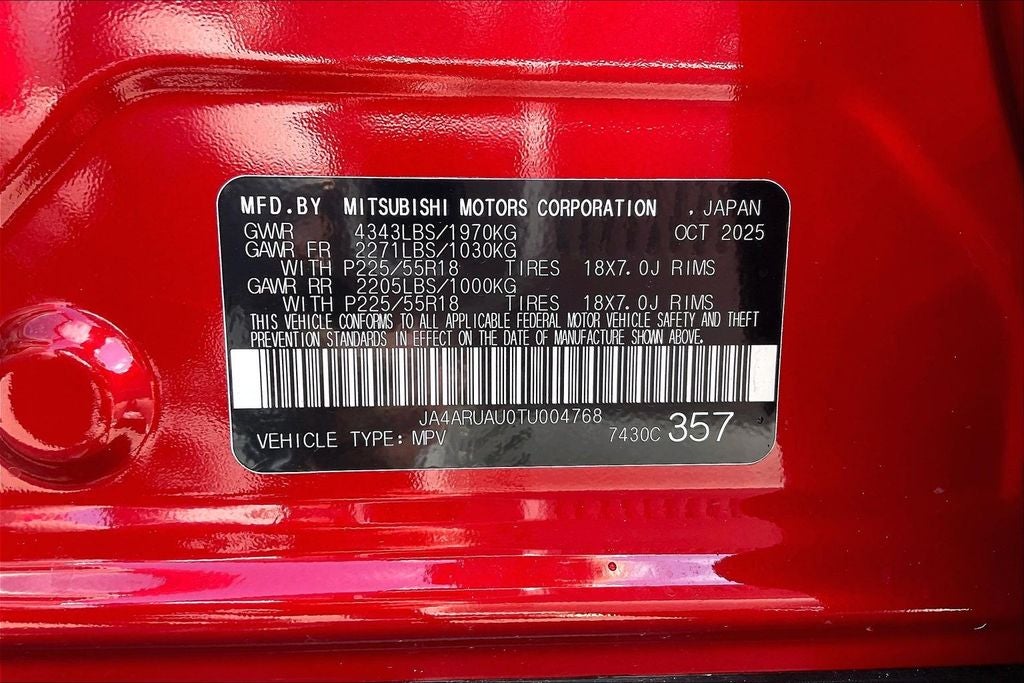 MFD.BY MITSUBISHI MOTORS CORPORATION , JAPAN
GWR 4343LBS/1970KG OCT 2025
GAWR FR 2271LBS/1030KG
WITH P225/55R18 TIRES 18X7.0J RIMS
GAWR RR 2205LBS/1000KG
WITH P225/55R18 TIRES 18X7.0J RIMS
THIS VEHICLE CONFORMS TO ALL APPLICABLE FEDERAL MOTOR VEHICLE SAFETY AND THEFT
PREVENTION STANDARDS IN EFFECT ON THE DATE OF MANUFACTURE SHOWN ABOVE.
JA4ARUAU0TU004768
VEHICLE TYPE: MPV 7430C 357